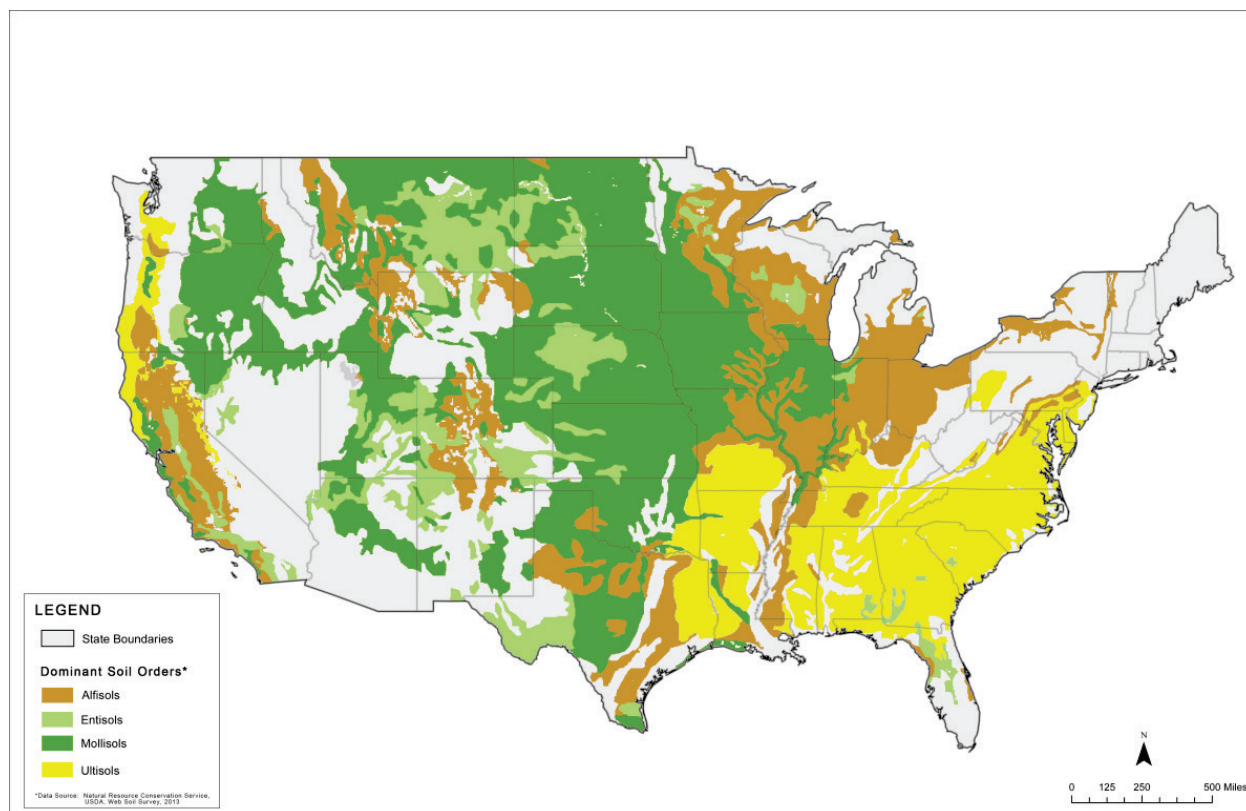 LEGEND
State Boundaries
Dominant Soil Orders*
Alfisols
Entisols
Mollisols
Ultisols
*Data Source: Natural Resource Conservation Service,
USDA, Web Soil Survey, 2013
N
0 125 250 500 Miles